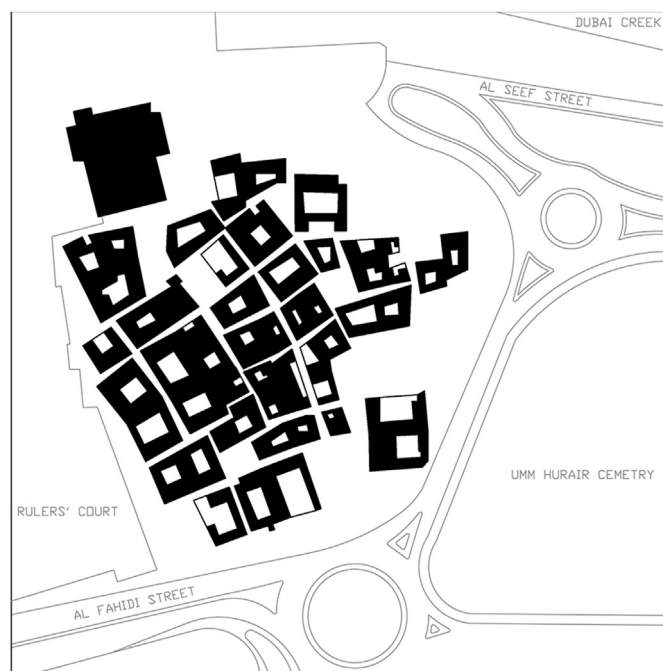 DUBAI CREEK
AL SEEF STREET
UMM HURAIR CEMETRY
RULERS' COURT
AL FAHIDI STREET